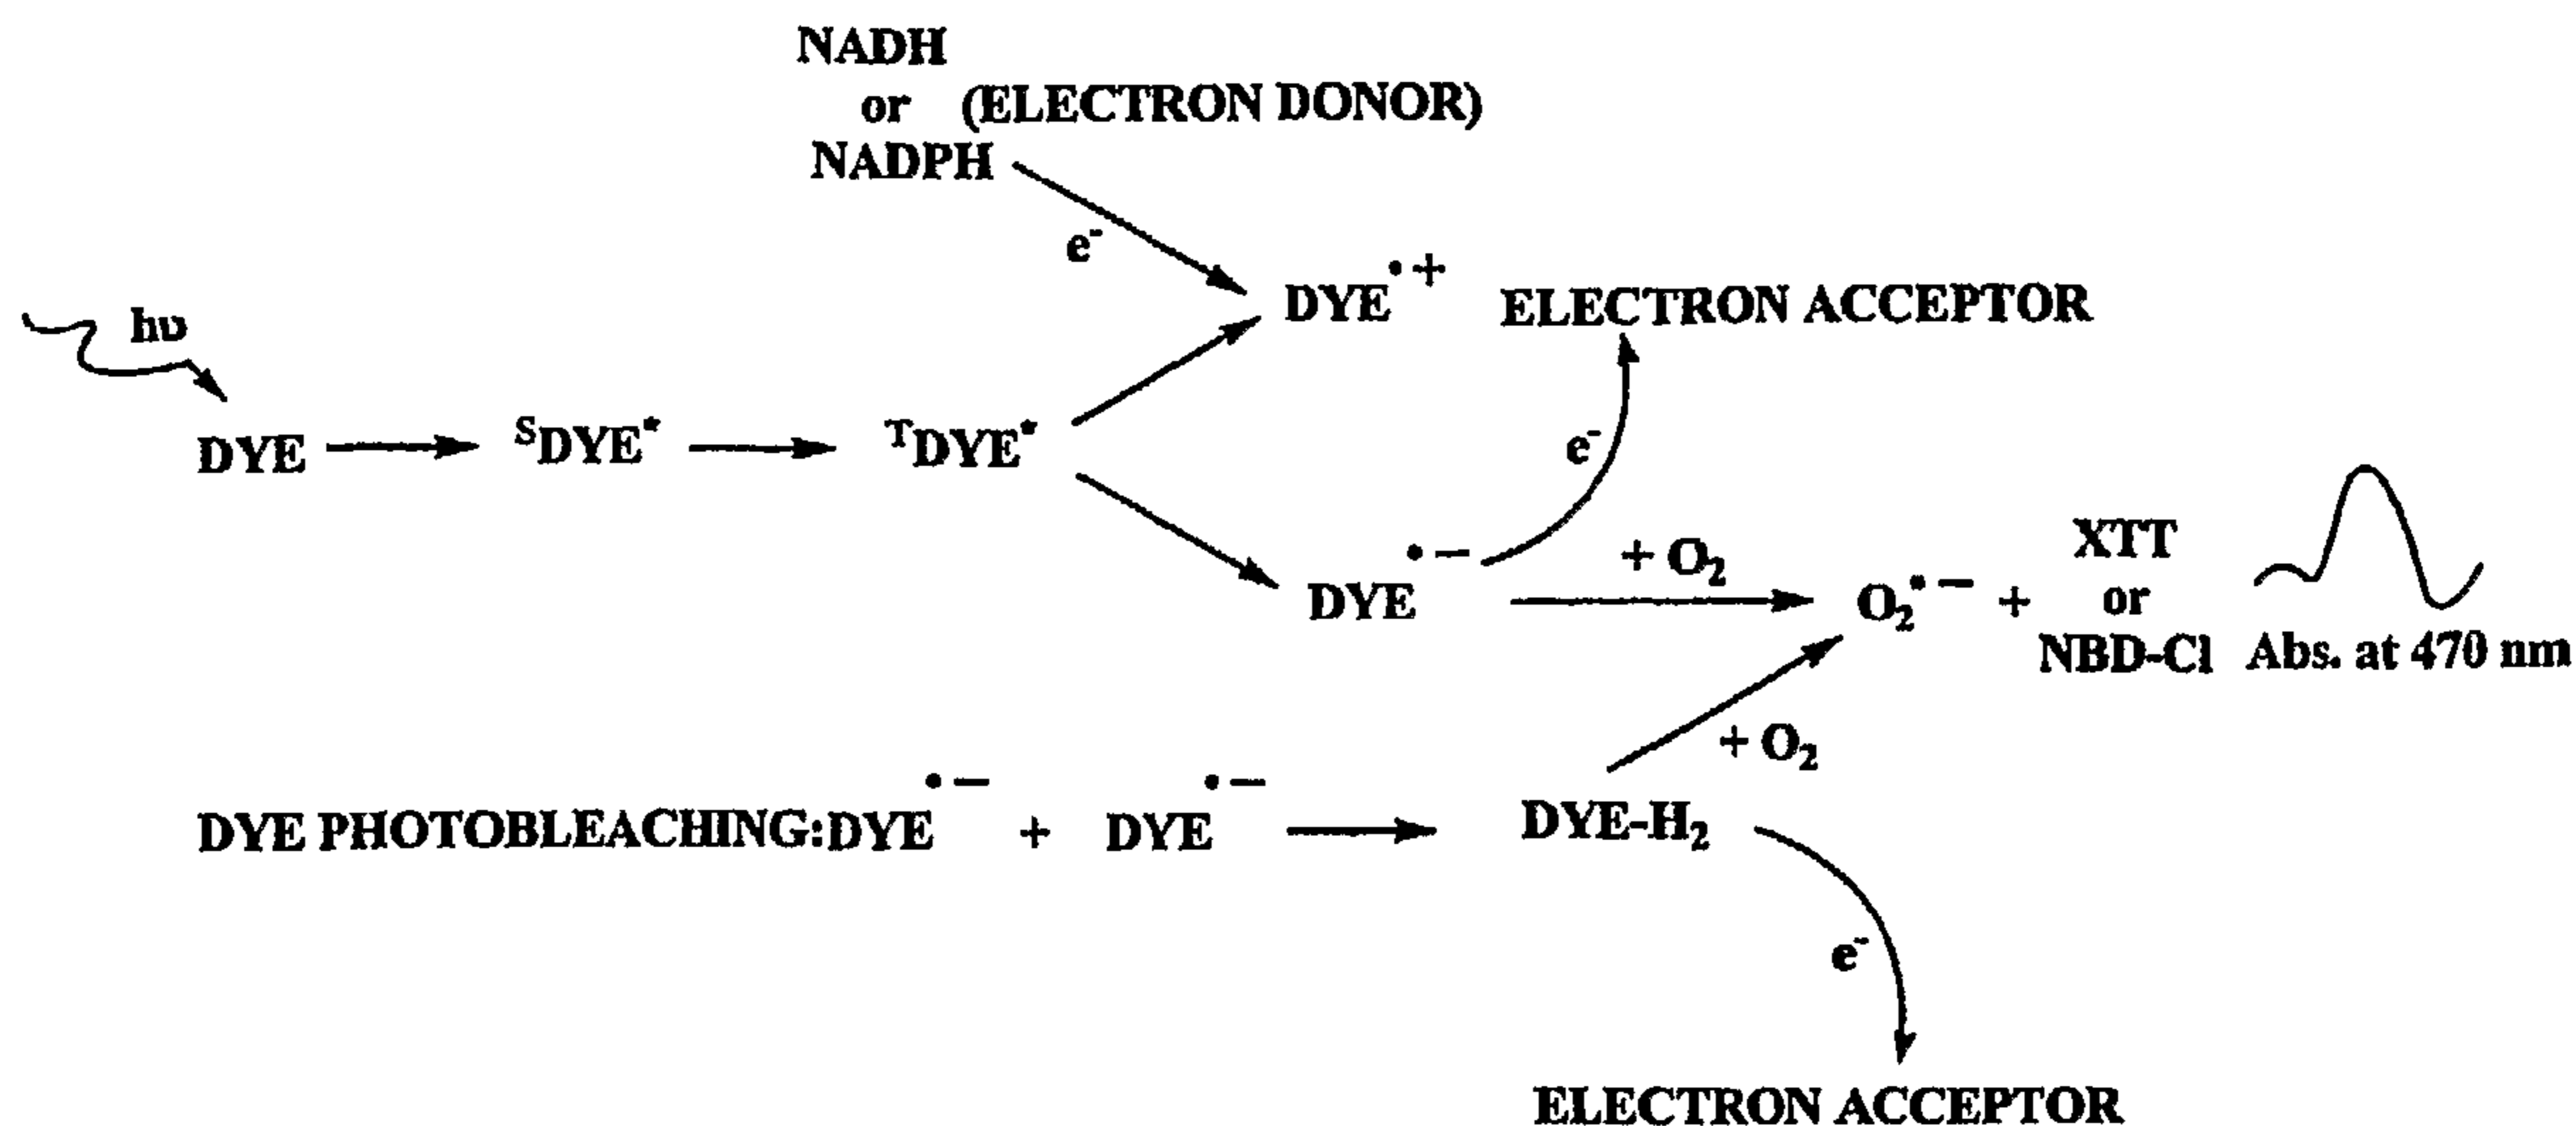 NADH
or (ELECTRON DONOR)
NADPH
e⁻
DYE•+ ELECTRON ACCEPTOR
hυ
DYE ˢDYE* ᵀDYE*
e⁻
DYE•− + O₂ O₂•− + XTT
or
NBD-Cl Abs. at 470 nm
+ O₂
DYE PHOTOBLEACHING:DYE•− + DYE•− DYE-H₂
e⁻
ELECTRON ACCEPTOR